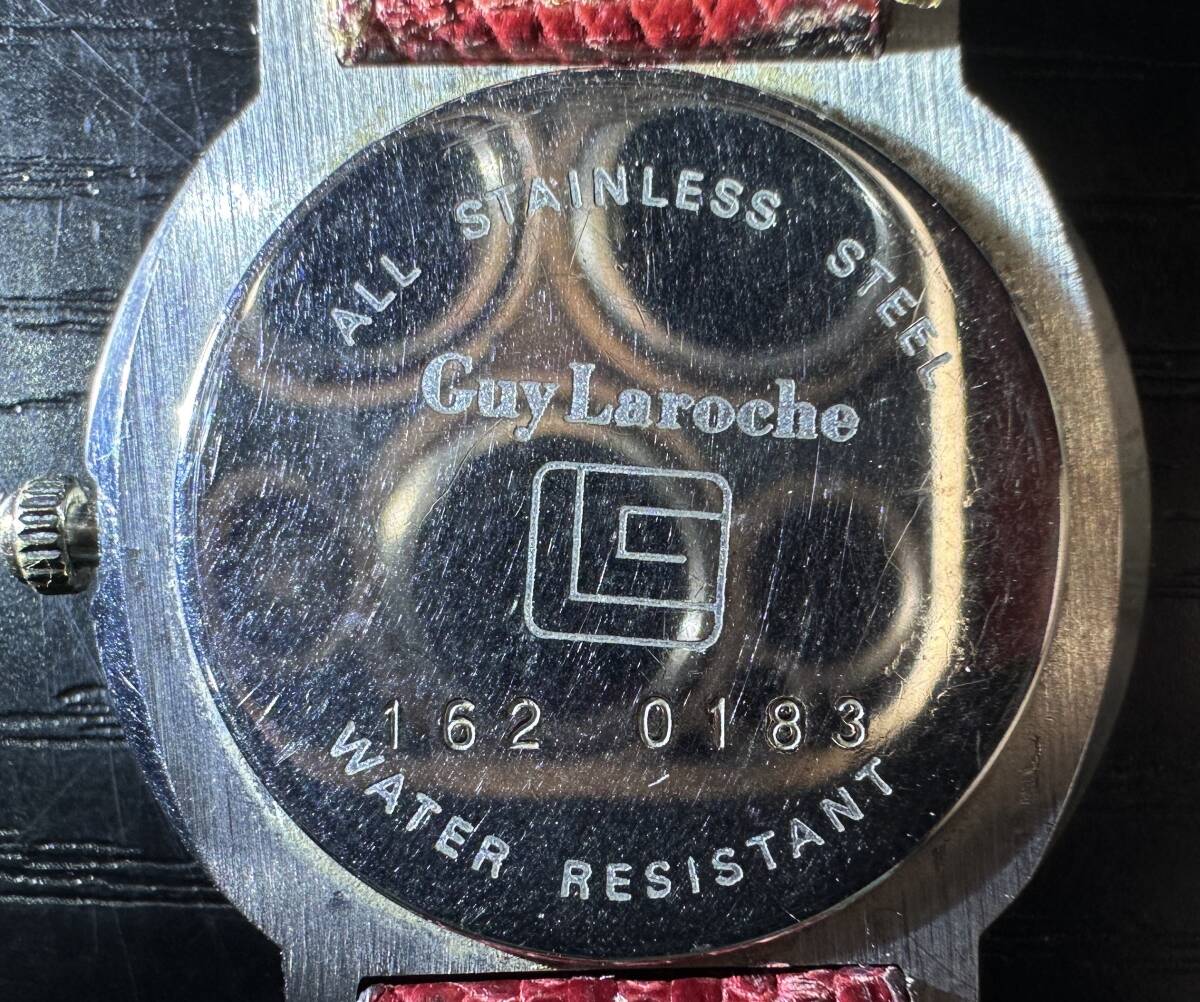 ALL STAINLESS STEEL
Guy Laroche
162 0183
WATER RESISTANT